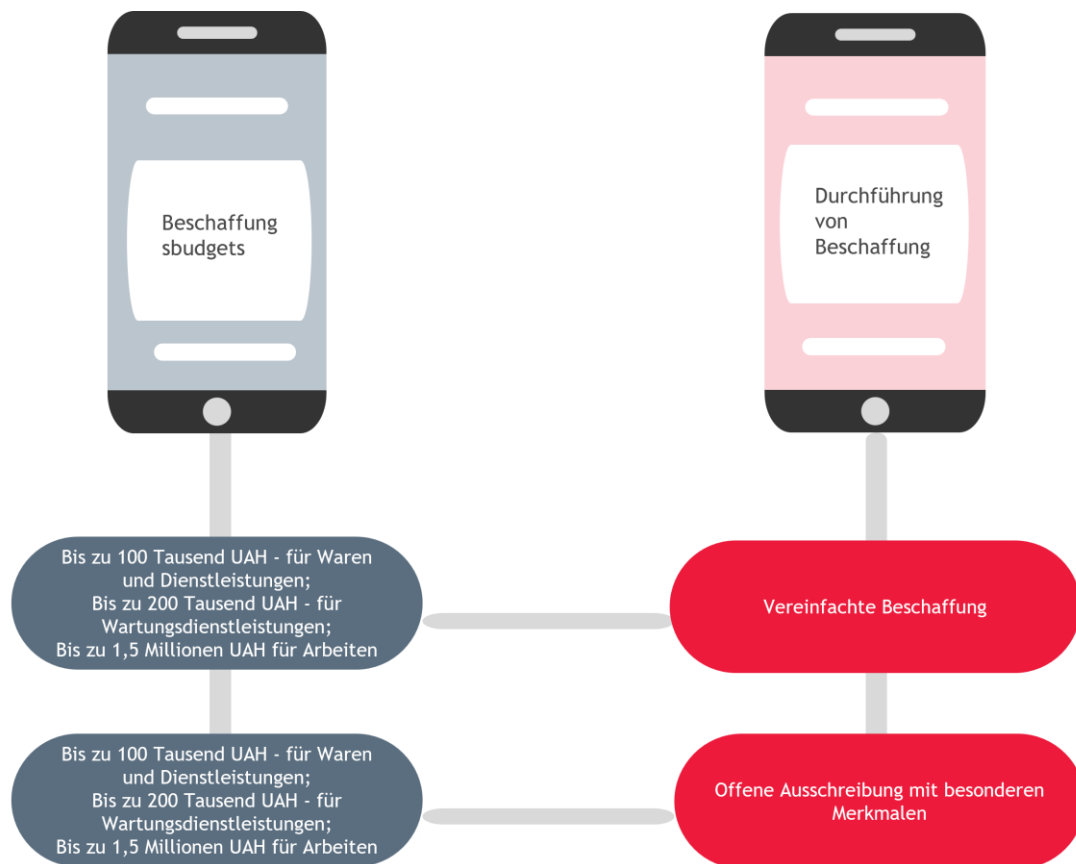 Beschaffung
sbudgets
Durchführung
von
Beschaffung
Bis zu 100 Tausend UAH - für Waren
und Dienstleistungen;
Bis zu 200 Tausend UAH - für
Wartungsdienstleistungen;
Bis zu 1,5 Millionen UAH für Arbeiten
Vereinfachte Beschaffung
Bis zu 100 Tausend UAH - für Waren
und Dienstleistungen;
Bis zu 200 Tausend UAH - für
Wartungsdienstleistungen;
Bis zu 1,5 Millionen UAH für Arbeiten
Offene Ausschreibung mit besonderen
Merkmalen